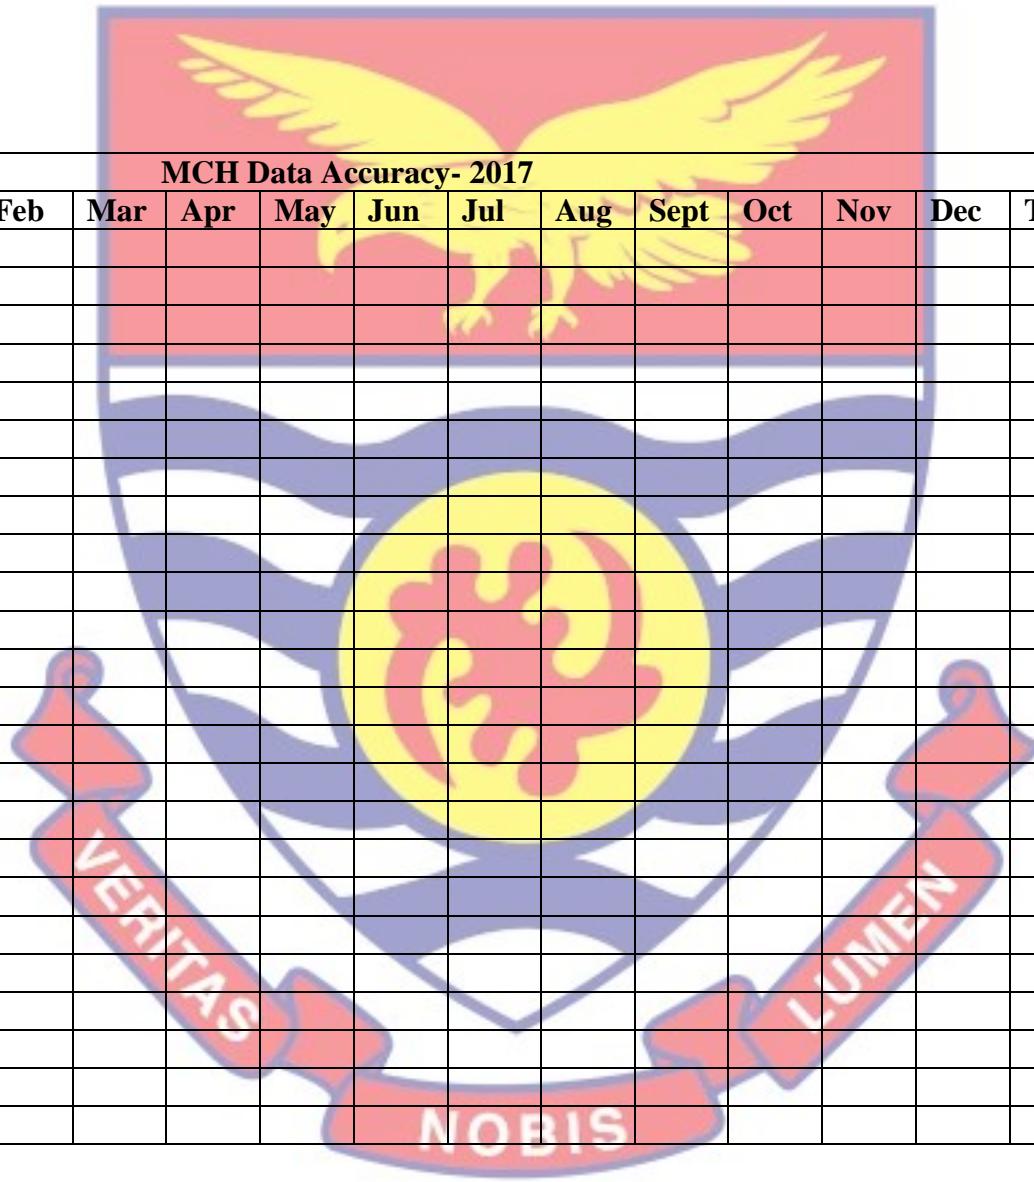 MCH Data Accuracy- 2017
Feb Mar Apr May Jun Jul Aug Sept Oct Nov Dec
VERITAS
NOBIS
LUMEN